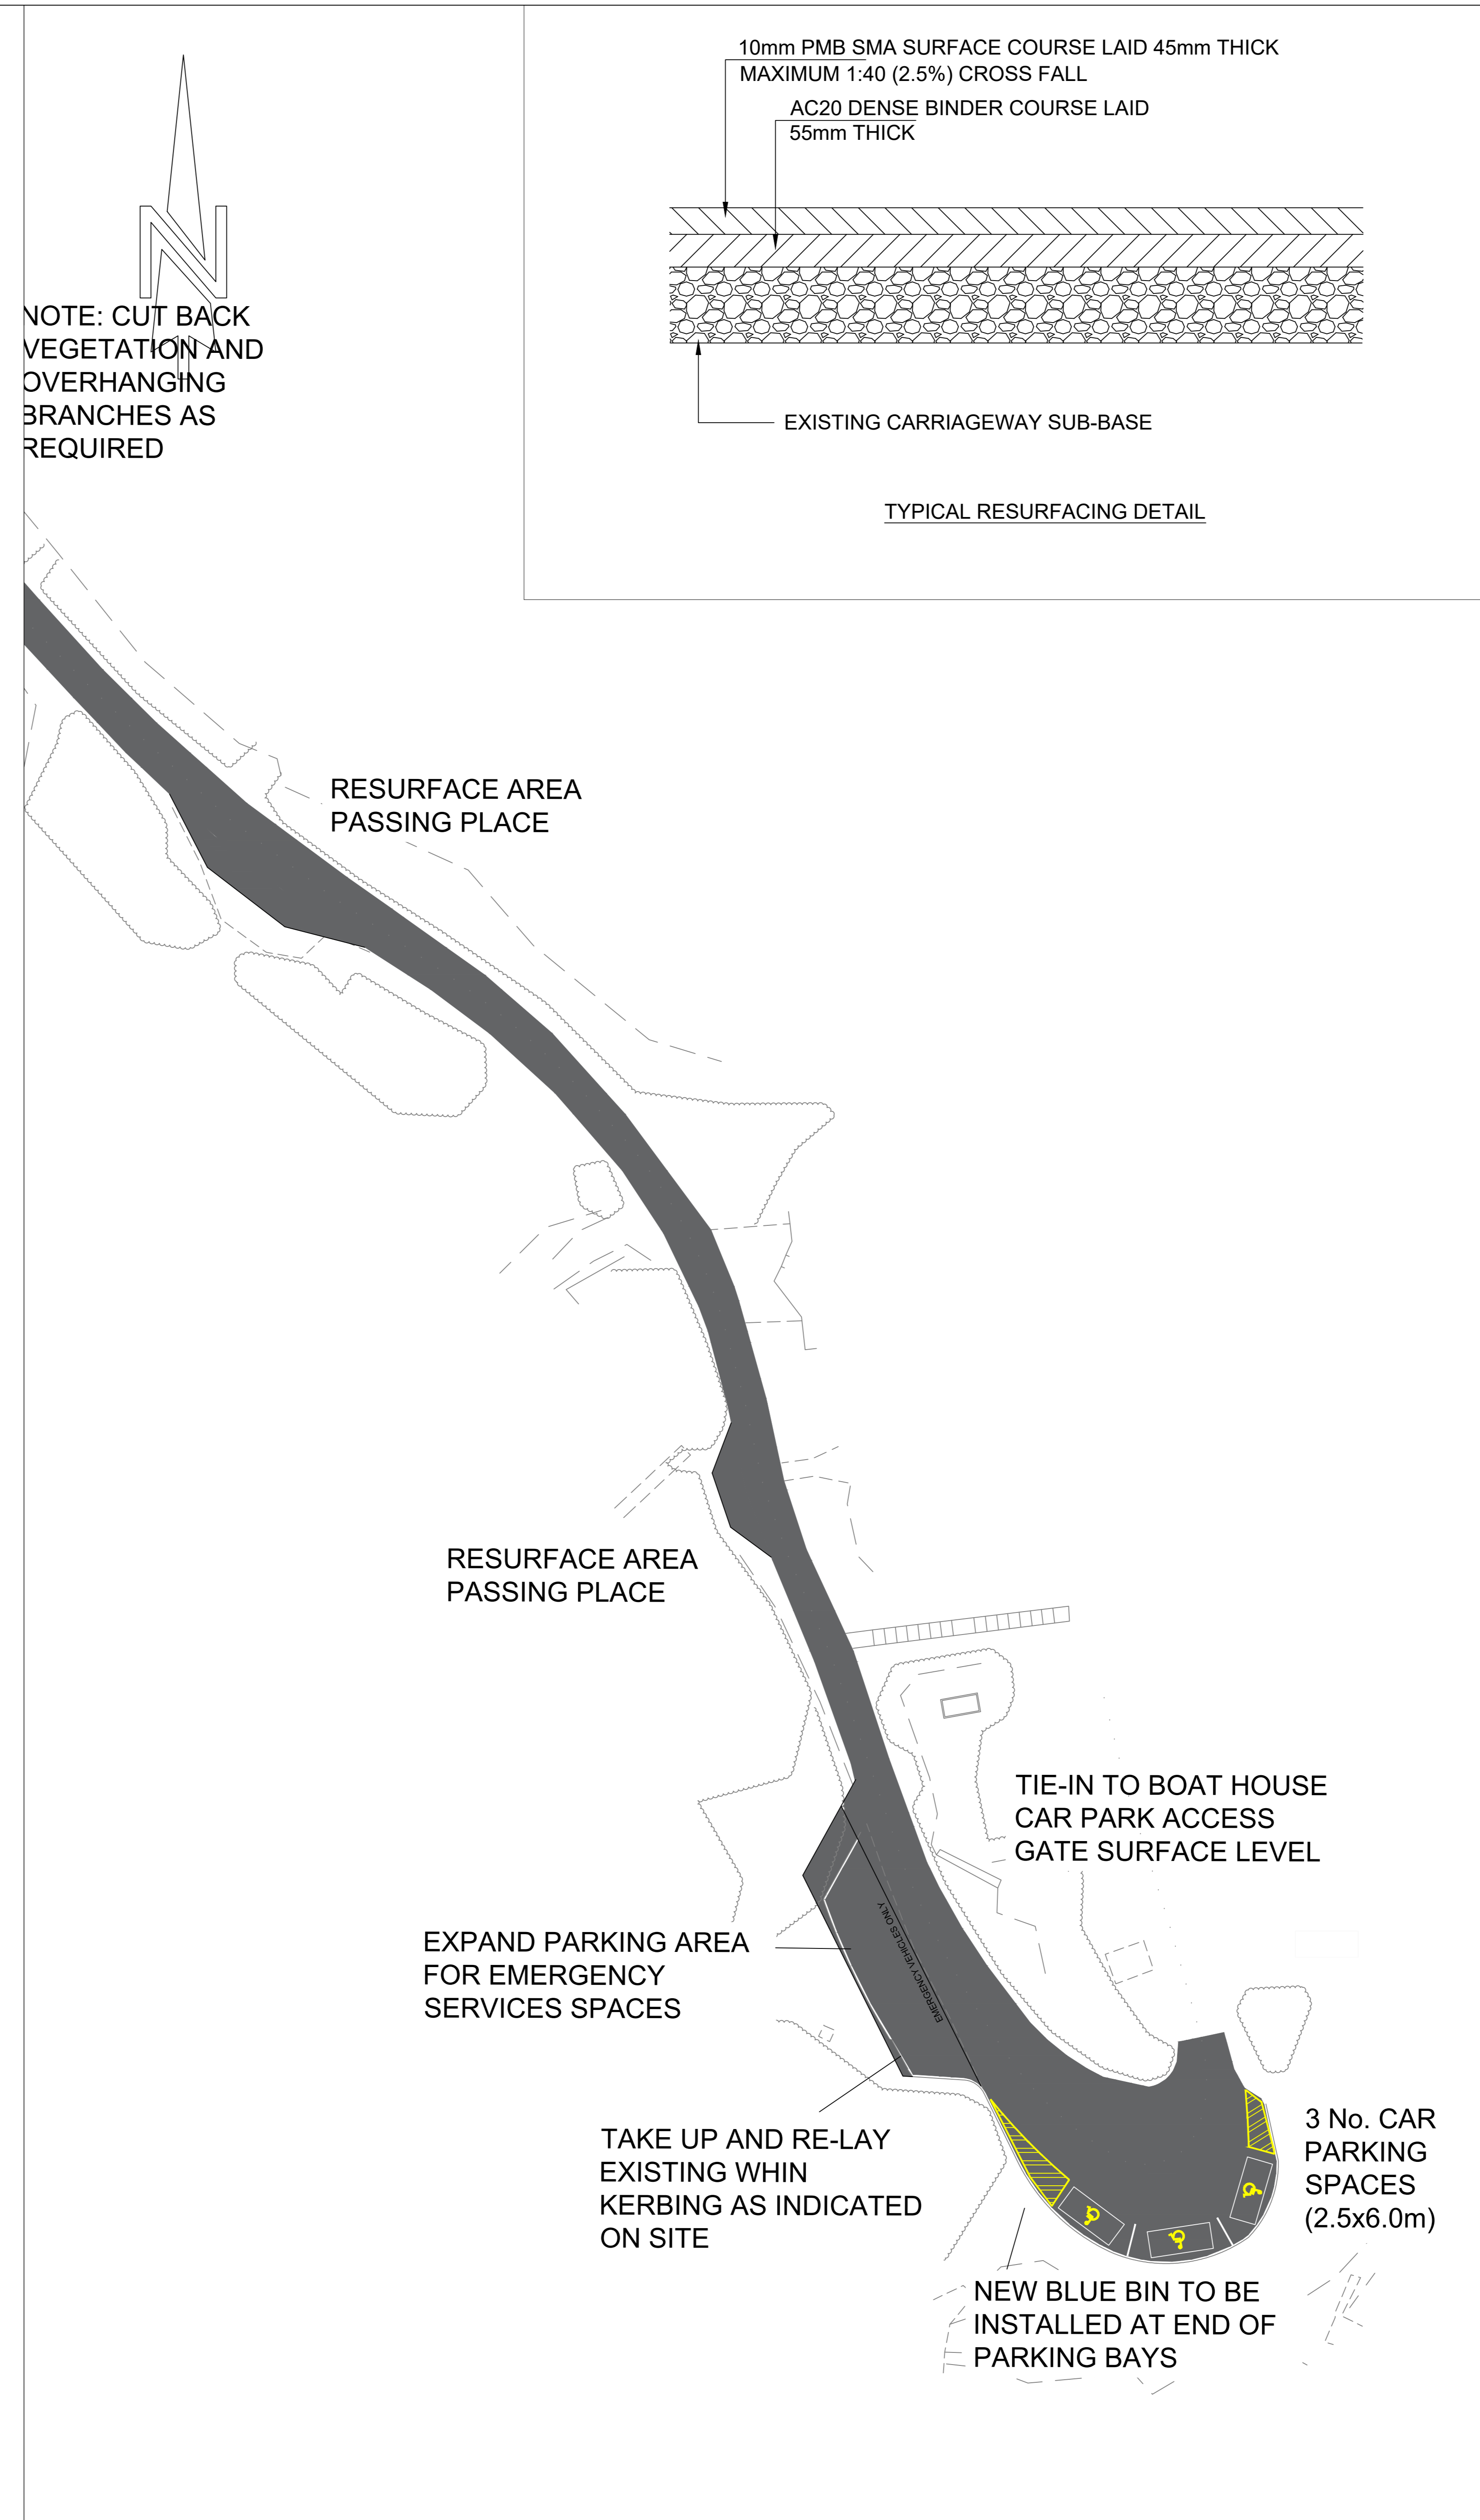 10mm PMB SMA SURFACE COURSE LAID 45mm THICK
MAXIMUM 1:40 (2.5%) CROSS FALL
AC20 DENSE BINDER COURSE LAID
55mm THICK
EXISTING CARRIAGEWAY SUB-BASE
TYPICAL RESURFACING DETAIL
N
NOTE: CUT BACK
VEGETATION AND
OVERHANGING
BRANCHES AS
REQUIRED
RESURFACE AREA
PASSING PLACE
RESURFACE AREA
PASSING PLACE
TIE-IN TO BOAT HOUSE
CAR PARK ACCESS
GATE SURFACE LEVEL
EXPAND PARKING AREA
FOR EMERGENCY
SERVICES SPACES
EMERGENCY VEHICLES ONLY
TAKE UP AND RE-LAY
EXISTING WHIN
KERBING AS INDICATED
ON SITE
3 No. CAR
PARKING
SPACES
(2.5x6.0m)
NEW BLUE BIN TO BE
INSTALLED AT END OF
PARKING BAYS